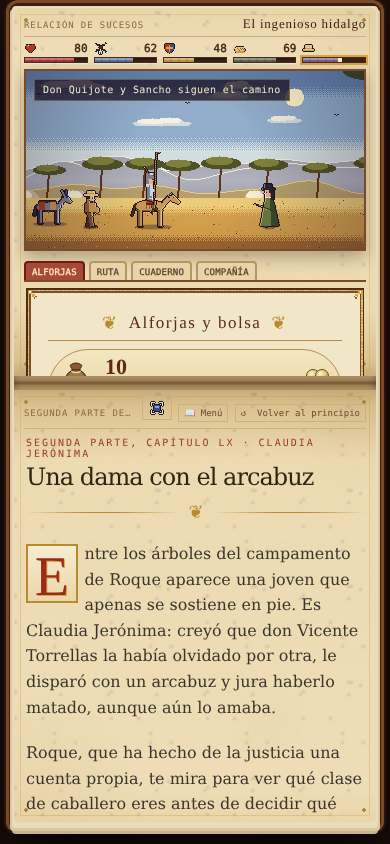 RELACIÓN DE SUCESOS
El ingenioso hidalgo
80 62 48 69
Don Quijote y Sancho siguen el camino
ALFORJAS RUTA CUADERNO COMPAÑÍA
Alforjas y bolsa
10
SEGUNDA PARTE DE…
Menú
↺ Volver al principio
SEGUNDA PARTE, CAPÍTULO LX · CLAUDIA
JERÓNIMA
Una dama con el arcabuz
Entre los árboles del campamento
de Roque aparece una joven que
apenas se sostiene en pie. Es
Claudia Jerónima: creyó que don Vicente
Torrellas la había olvidado por otra, le
disparó con un arcabuz y jura haberlo
matado, aunque aún lo amaba.
Roque, que ha hecho de la justicia una
cuenta propia, te mira para ver qué clase
de caballero eres antes de decidir qué